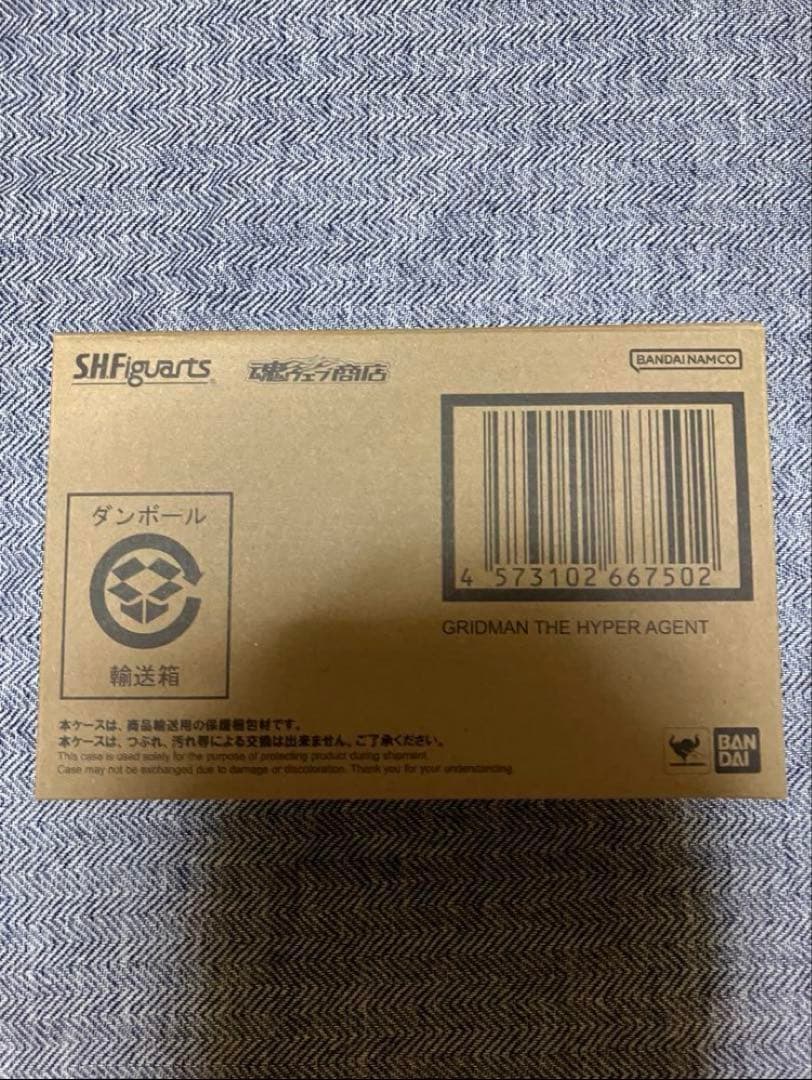 S.H.Figuarts
魂ウェブ商店
BANDAI NAMCO
4 573102 667502
GRIDMAN THE HYPER AGENT
ダンボール
輸送箱
本ケースは、商品輸送用の保護梱包材です。
本ケースは、つぶれ、汚れ等による交換は出来ません。ご了承ください。
This case is used solely for the purpose of protecting product during shipment.
Case may not be exchanged due to damage or discoloration. Thank you for your understanding.
BAN
DAI